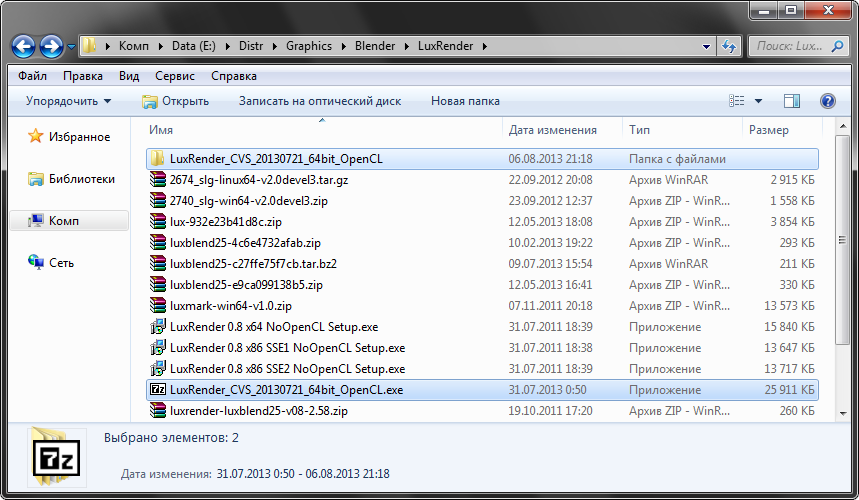 Комп ▸ Data (E:) ▸ Distr ▸ Graphics ▸ Blender ▸ LuxRender ▸ Поиск: Lux...
Файл Правка Вид Сервис Справка
Упорядочить Открыть Записать на оптический диск Новая папка
Избранное
Библиотеки
Комп
Сеть
Имя Дата изменения Тип Размер
LuxRender_CVS_20130721_64bit_OpenCL 06.08.2013 21:18 Папка с файлами
2674_slg-linux64-v2.0devel3.tar.gz 22.09.2012 20:08 Архив WinRAR 2 915 КБ
2740_slg-win64-v2.0devel3.zip 23.09.2012 12:37 Архив ZIP - WinR... 1 558 КБ
lux-932e23b41d8c.zip 12.05.2013 18:08 Архив ZIP - WinR... 3 854 КБ
luxblend25-4c6e4732afab.zip 10.02.2013 19:22 Архив ZIP - WinR... 293 КБ
luxblend25-c27ffe75f7cb.tar.bz2 09.07.2013 15:54 Архив WinRAR 211 КБ
luxblend25-e9ca099138b5.zip 12.05.2013 16:41 Архив ZIP - WinR... 330 КБ
luxmark-win64-v1.0.zip 07.11.2011 20:18 Архив ZIP - WinR... 13 573 КБ
LuxRender 0.8 x64 NoOpenCL Setup.exe 31.07.2011 18:39 Приложение 15 840 КБ
LuxRender 0.8 x86 SSE1 NoOpenCL Setup.exe 31.07.2011 18:38 Приложение 13 647 КБ
LuxRender 0.8 x86 SSE2 NoOpenCL Setup.exe 31.07.2011 18:39 Приложение 13 717 КБ
LuxRender_CVS_20130721_64bit_OpenCL.exe 31.07.2013 0:50 Приложение 25 911 КБ
luxrender-luxblend25-v08-2.58.zip 19.10.2011 17:20 Архив ZIP - WinR... 260 КБ
7z
Выбрано элементов: 2
Дата изменения: 31.07.2013 0:50 - 06.08.2013 21:18